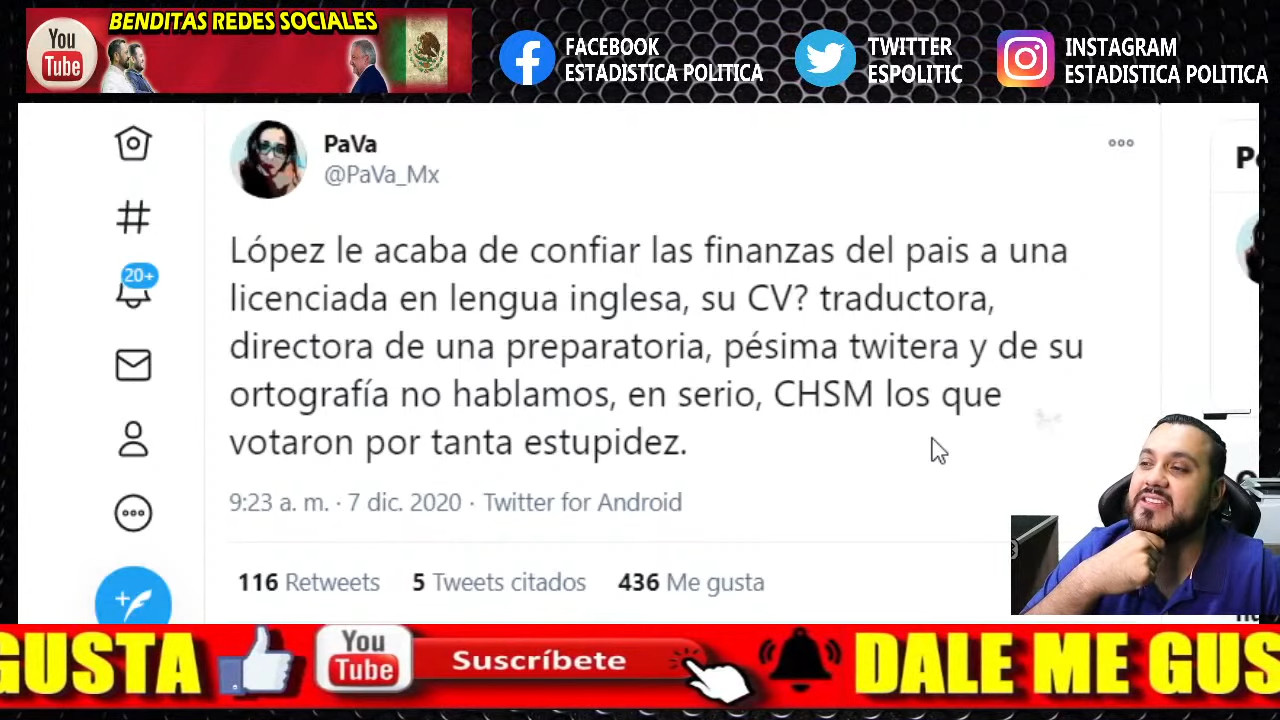 BENDITAS REDES SOCIALES
You
Tube
FACEBOOK
ESTADISTICA POLITICA
TWITTER
ESPOLITIC
INSTAGRAM
ESTADISTICA POLITICA
PaVa
@PaVa_Mx
20+
López le acaba de confiar las finanzas del pais a una
licenciada en lengua inglesa, su CV? traductora,
directora de una preparatoria, pésima twitera y de su
ortografía no hablamos, en serio, CHSM los que
votaron por tanta estupidez.
9:23 a. m. · 7 dic. 2020 · Twitter for Android
116 Retweets 5 Tweets citados 436 Me gusta
GUSTA
You
Tube
Suscríbete
DALE ME GUS